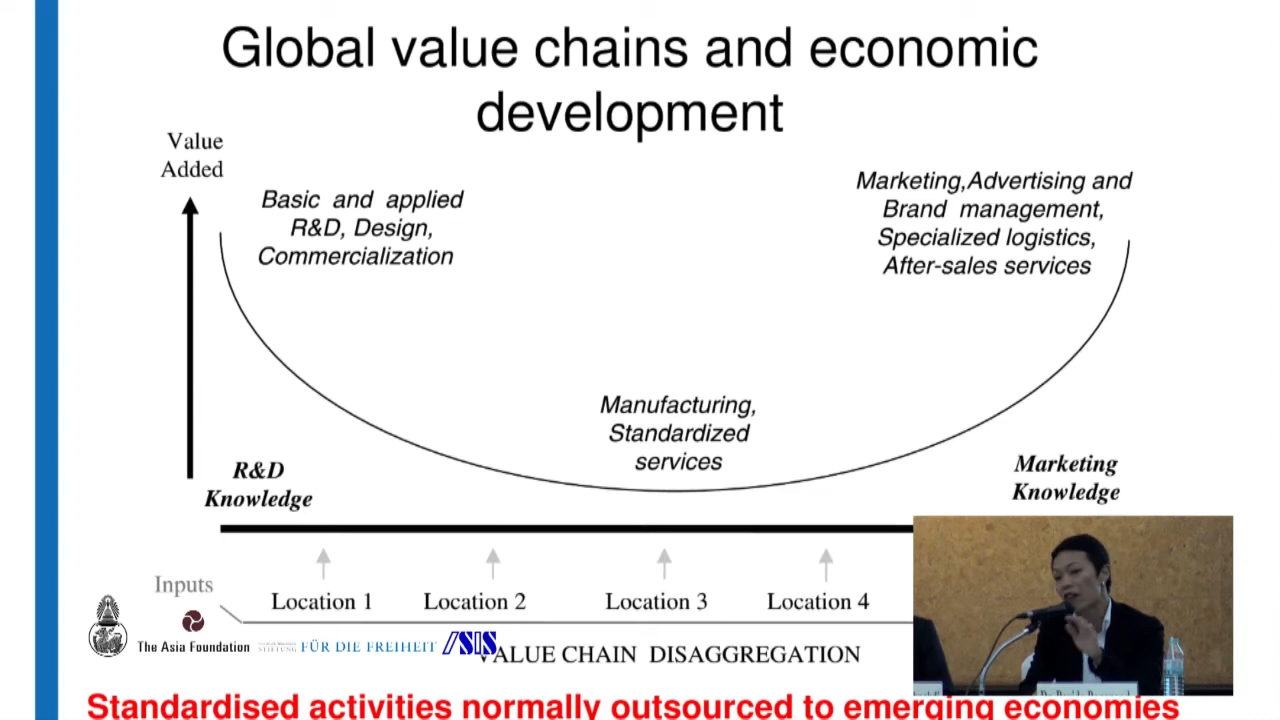 Global value chains and economic
development
Value
Added
Basic and applied
R&D, Design,
Commercialization
Marketing,Advertising and
Brand management,
Specialized logistics,
After-sales services
Manufacturing,
Standardized
services
R&D
Knowledge
Marketing
Knowledge
Inputs
Location 1
Location 2
Location 3
Location 4
The Asia Foundation
STIFTUNG
FÜR DIE FREIHEIT
ISIS
VALUE CHAIN DISAGGREGATION
Standardised activities normally outsourced to emerging economies